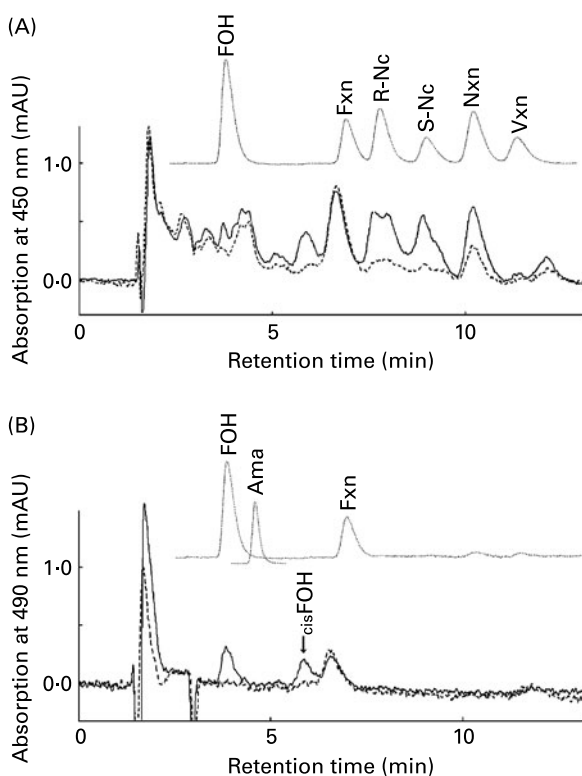 (A)
FOH
Fxn
R-Nc
S-Nc
Nxn
Vxn
Absorption at 450 nm (mAU)
1·0
0·0
0
5
10
Retention time (min)
(B)
FOH
Ama
Fxn
cisFOH
Absorption at 490 nm (mAU)
1·0
0·0
0
5
10
Retention time (min)